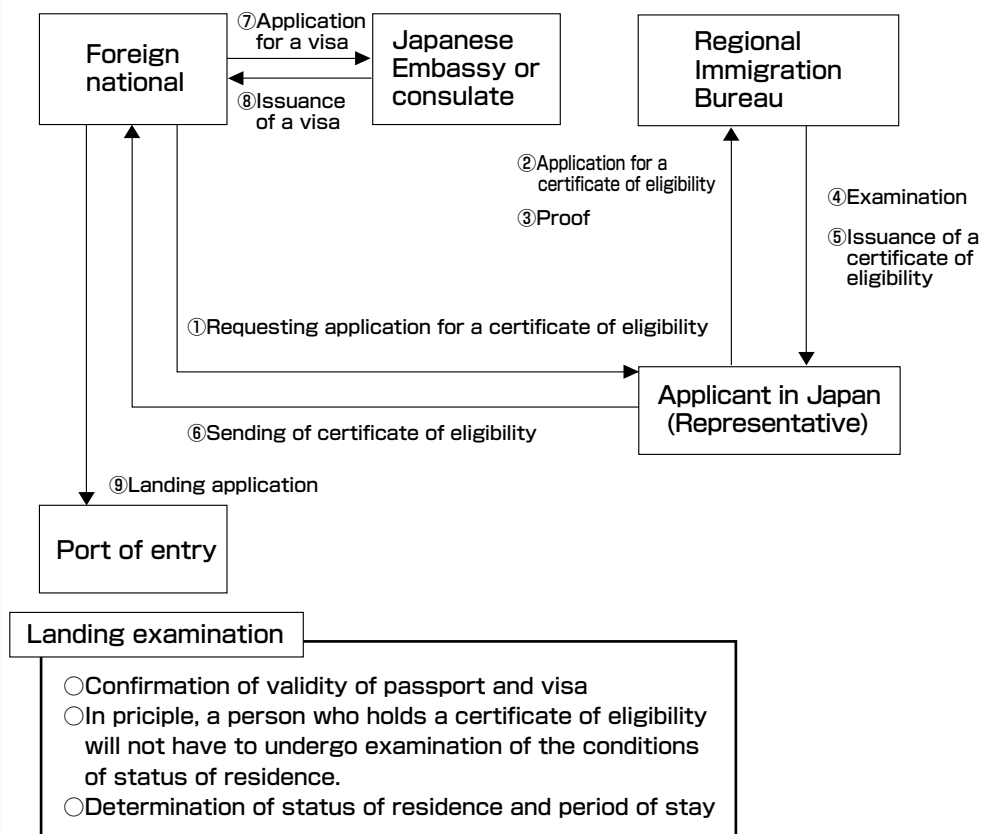 Foreign
national
⑦Application
for a visa
⑧Issuance
of a visa
Japanese
Embassy or
consulate
Regional
Immigration
Bureau
②Application for a
certificate of eligibility
③Proof
④Examination
⑤Issuance of a
certificate of
eligibility
①Requesting application for a certificate of eligibility
Applicant in Japan
(Representative)
⑥Sending of certificate of eligibility
⑨Landing application
Port of entry
Landing examination
○Confirmation of validity of passport and visa
○In priciple, a person who holds a certificate of eligibility
will not have to undergo examination of the conditions
of status of residence.
○Determination of status of residence and period of stay